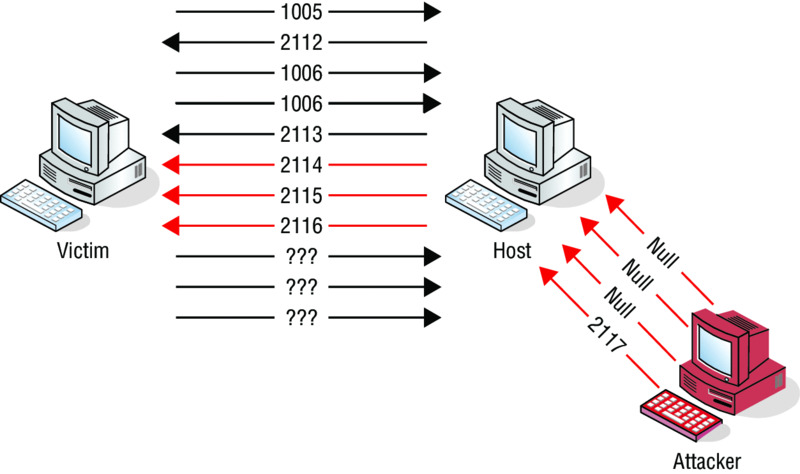 1005
2112
1006
1006
2113
2114
2115
2116
???
???
???
Victim
Host
Null
Null
Null
2117
Attacker